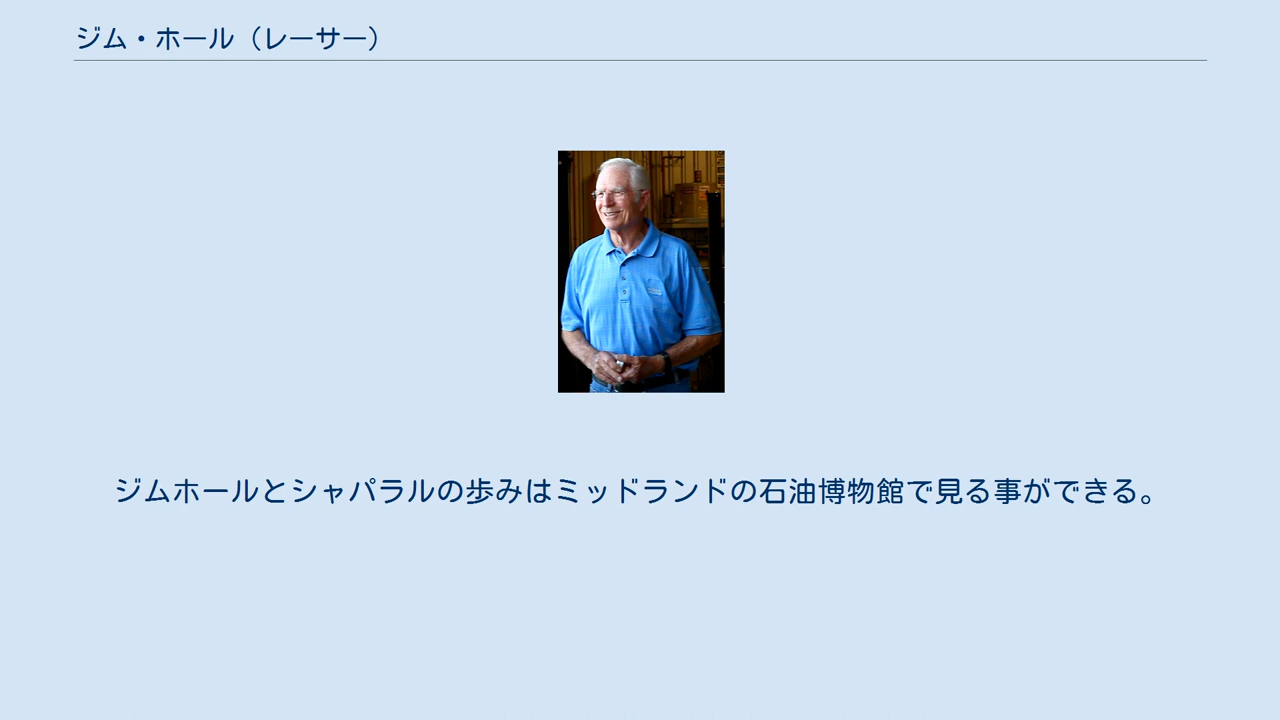 ジム・ホール（レーサー）
ジムホールとシャパラルの歩みはミッドランドの石油博物館で見る事ができる。